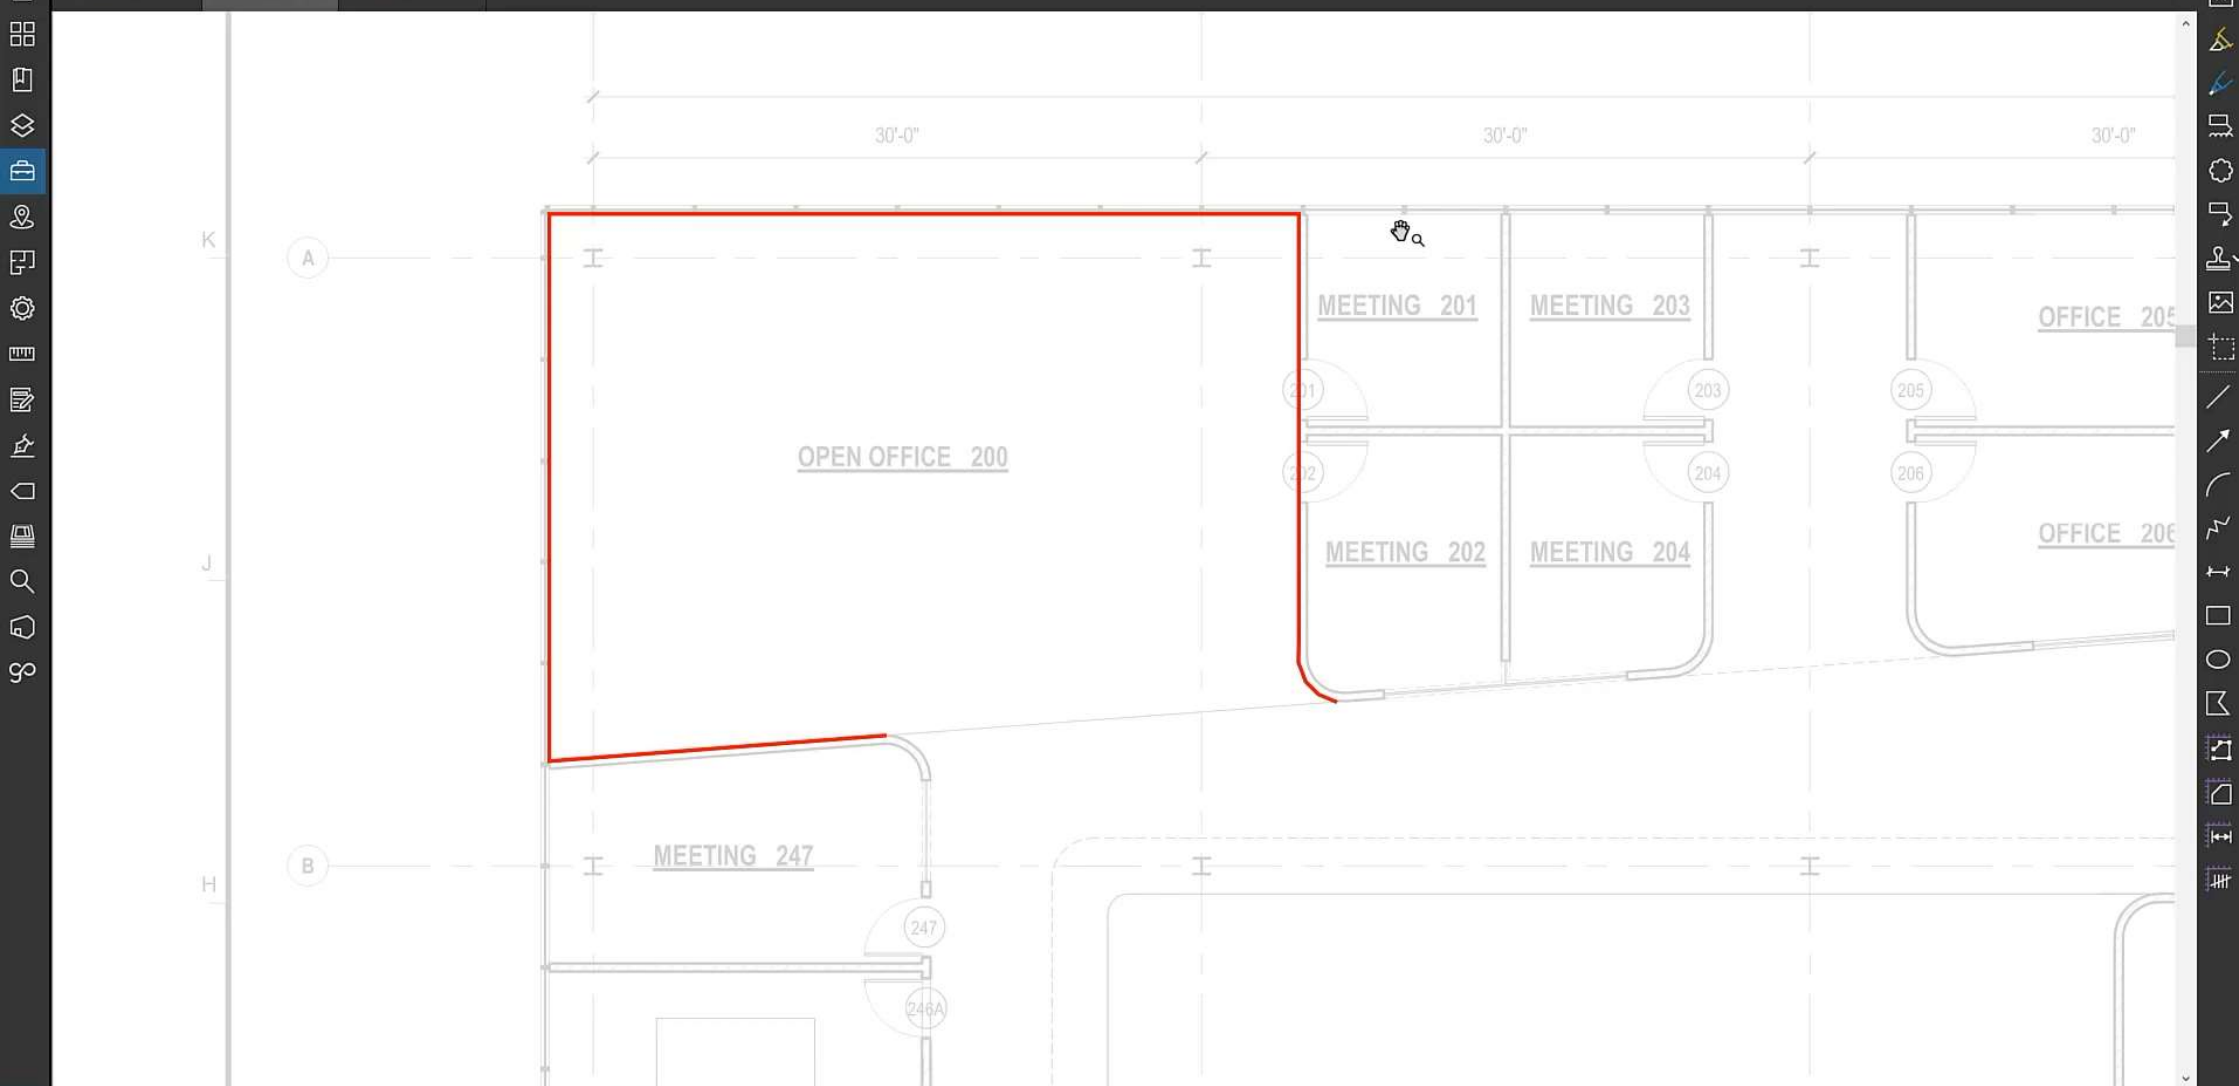 30'-0" 30'-0" 30'-0"
K
A
MEETING 201 MEETING 203
OFFICE 205
201 203 205
OPEN OFFICE 200
202 204 206
OFFICE 206
MEETING 202 MEETING 204
J
MEETING 247
B
H
247
246A